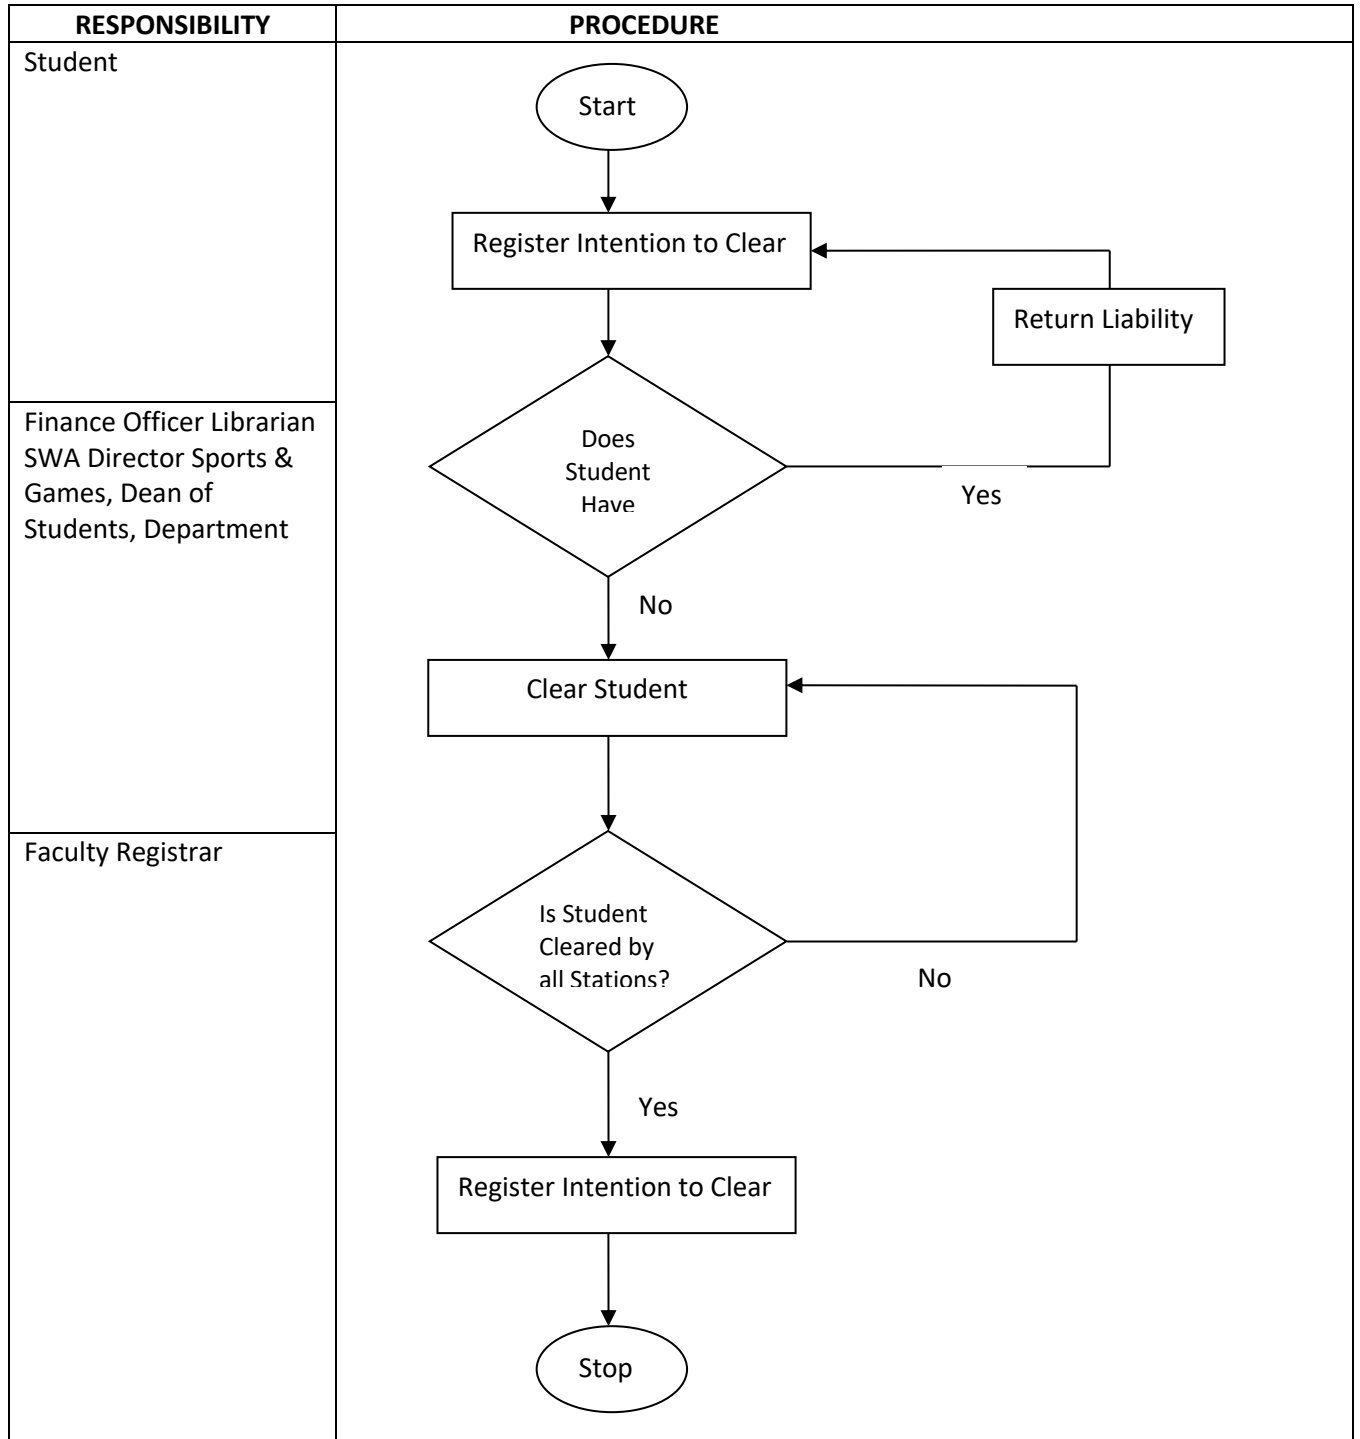 RESPONSIBILITY
PROCEDURE
Student
Start
Register Intention to Clear
Return Liability
Finance Officer Librarian
SWA Director Sports &
Games, Dean of
Students, Department
Does
Student
Have
Yes
No
Clear Student
Faculty Registrar
Is Student
Cleared by
all Stations?
No
Yes
Register Intention to Clear
Stop